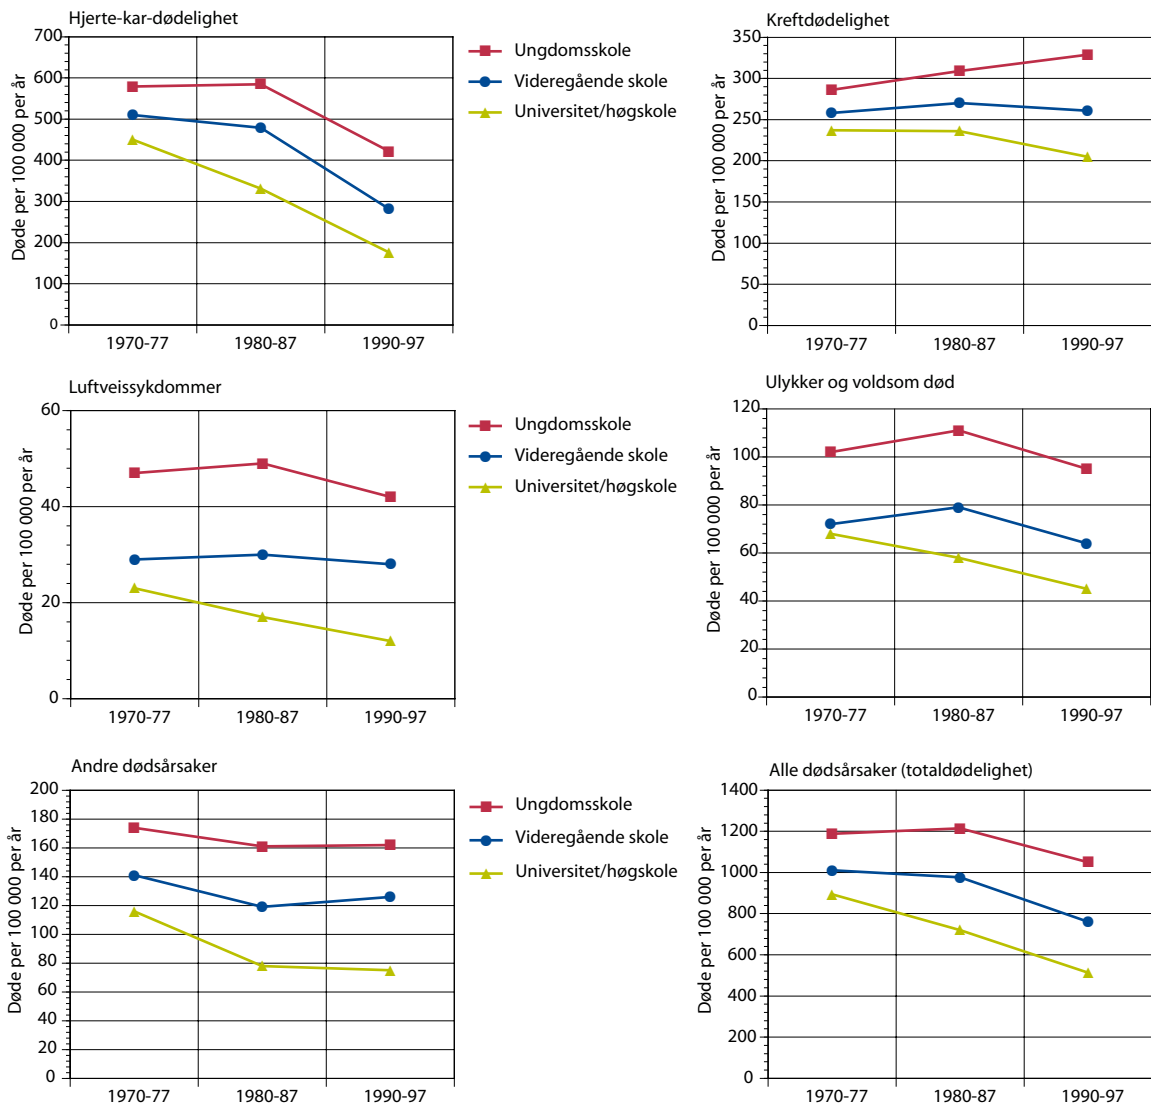 Hjerte-kar-dødelighet
Døde per 100 000 per år
700
600
500
400
300
200
100
0
1970-77 1980-87 1990-97
Ungdomsskole
Videregående skole
Universitet/høgskole
Kreftdødelighet
Døde per 100 000 per år
350
300
250
200
150
100
50
0
1970-77 1980-87 1990-97
Luftveissykdommer
Døde per 100 000 per år
60
40
20
0
1970-77 1980-87 1990-97
Ungdomsskole
Videregående skole
Universitet/høgskole
Ulykker og voldsom død
Døde per 100 000 per år
120
100
80
60
40
20
0
1970-77 1980-87 1990-97
Andre dødsårsaker
Døde per 100 000 per år
200
180
160
140
120
100
80
60
40
20
0
1970-77 1980-87 1990-97
Ungdomsskole
Videregående skole
Universitet/høgskole
Alle dødsårsaker (totaldødelighet)
Døde per 100 000 per år
1400
1200
1000
800
600
400
200
0
1970-77 1980-87 1990-97